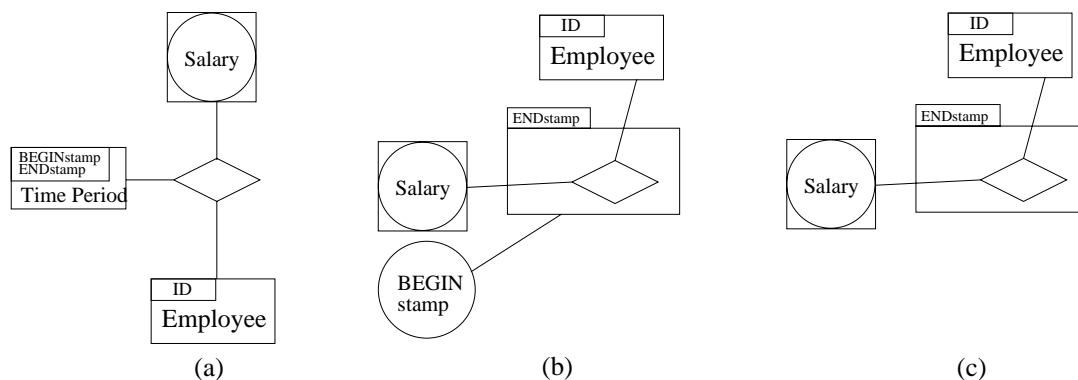 Salary
BEGINstamp
ENDstamp
Time Period
ID
Employee
(a)
ID
Employee
ENDstamp
Salary
BEGIN
stamp
(b)
ID
Employee
ENDstamp
Salary
(c)